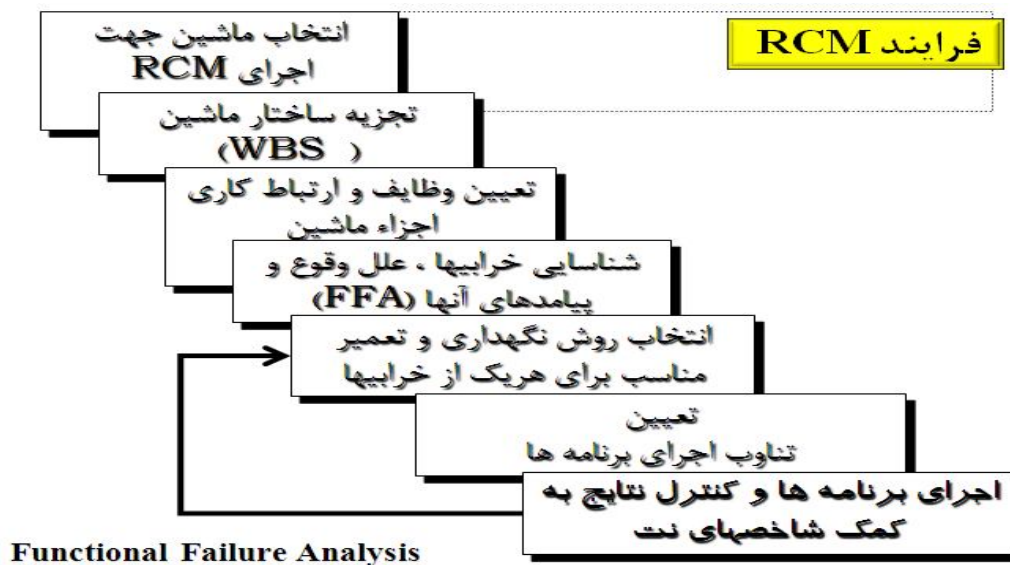 فرایند RCM
انتخاب ماشین جهت
اجرای RCM
تجزیه ساختار ماشین
(WBS )
تعیین وظایف و ارتباط کاری
اجزاء ماشین
شناسایی خرابیها ، علل وقوع و
پیامدهای آنها (FFA)
انتخاب روش نگهداری و تعمیر
مناسب برای هریک از خرابیها
تعیین
تناوب اجرای برنامه ها
اجرای برنامه ها و کنترل نتایج به
کمک شاخصهای نت
Functional Failure Analysis